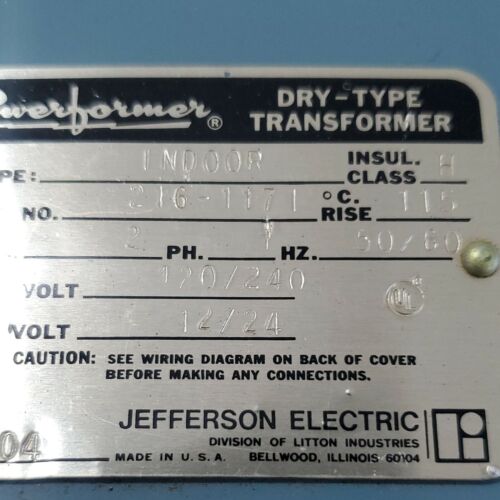 werformer ® DRY-TYPE TRANSFORMER
PE: INDOOR INSUL. CLASS H
NO. 216-1171 °C. RISE 115
2 PH. 1 HZ. 50/60
VOLT 120/240
VOLT 12/24
UL
CAUTION: SEE WIRING DIAGRAM ON BACK OF COVER
BEFORE MAKING ANY CONNECTIONS.
JEFFERSON ELECTRIC
DIVISION OF LITTON INDUSTRIES
04 MADE IN U.S.A. BELLWOOD, ILLINOIS 60104